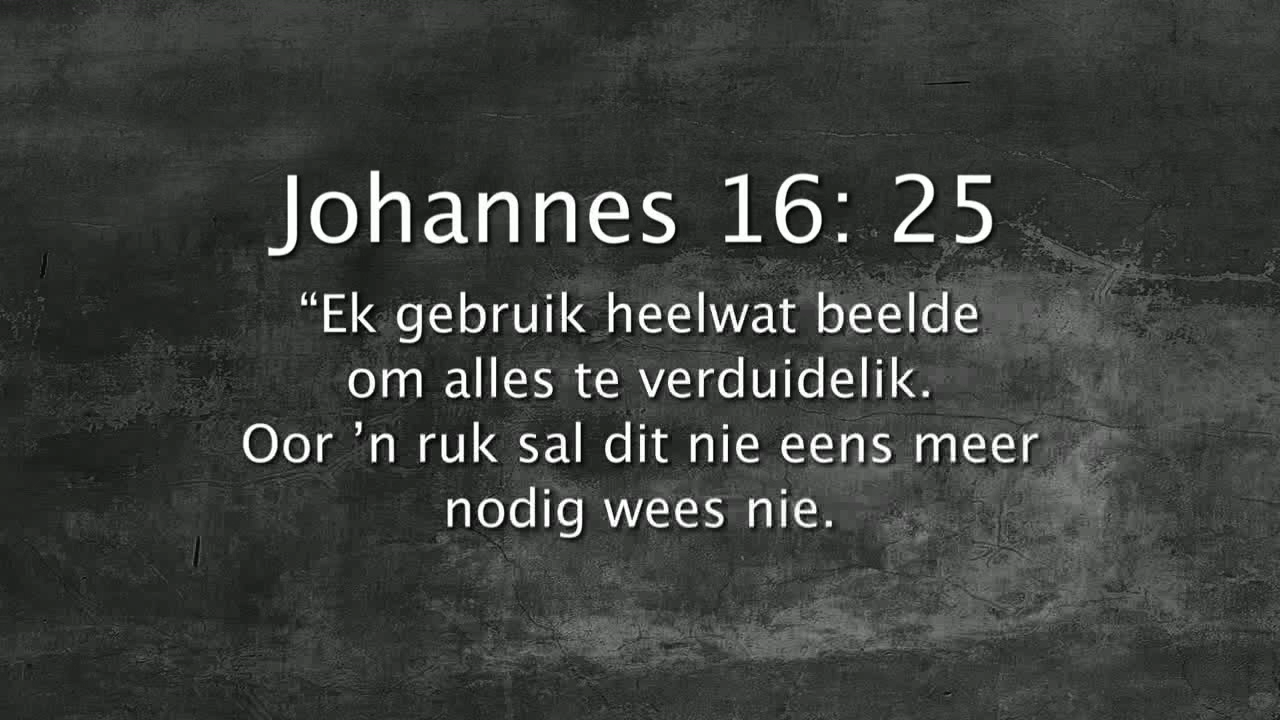 Johannes 16: 25
“Ek gebruik heelwat beelde
om alles te verduidelik.
Oor ’n ruk sal dit nie eens meer
nodig wees nie.